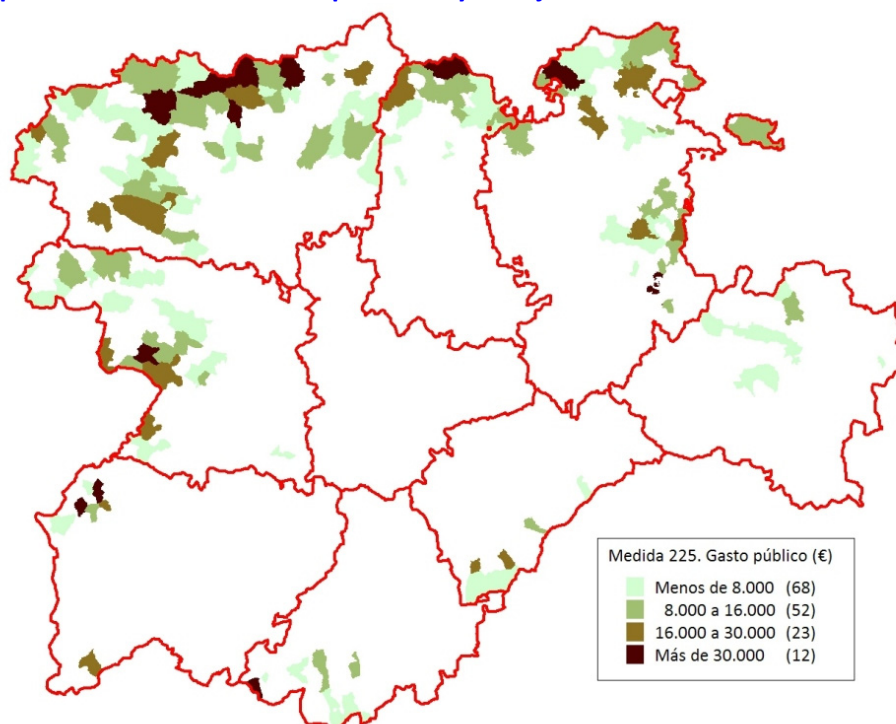 Medida 225. Gasto público (€)
Menos de 8.000 (68)
8.000 a 16.000 (52)
16.000 a 30.000 (23)
Más de 30.000 (12)